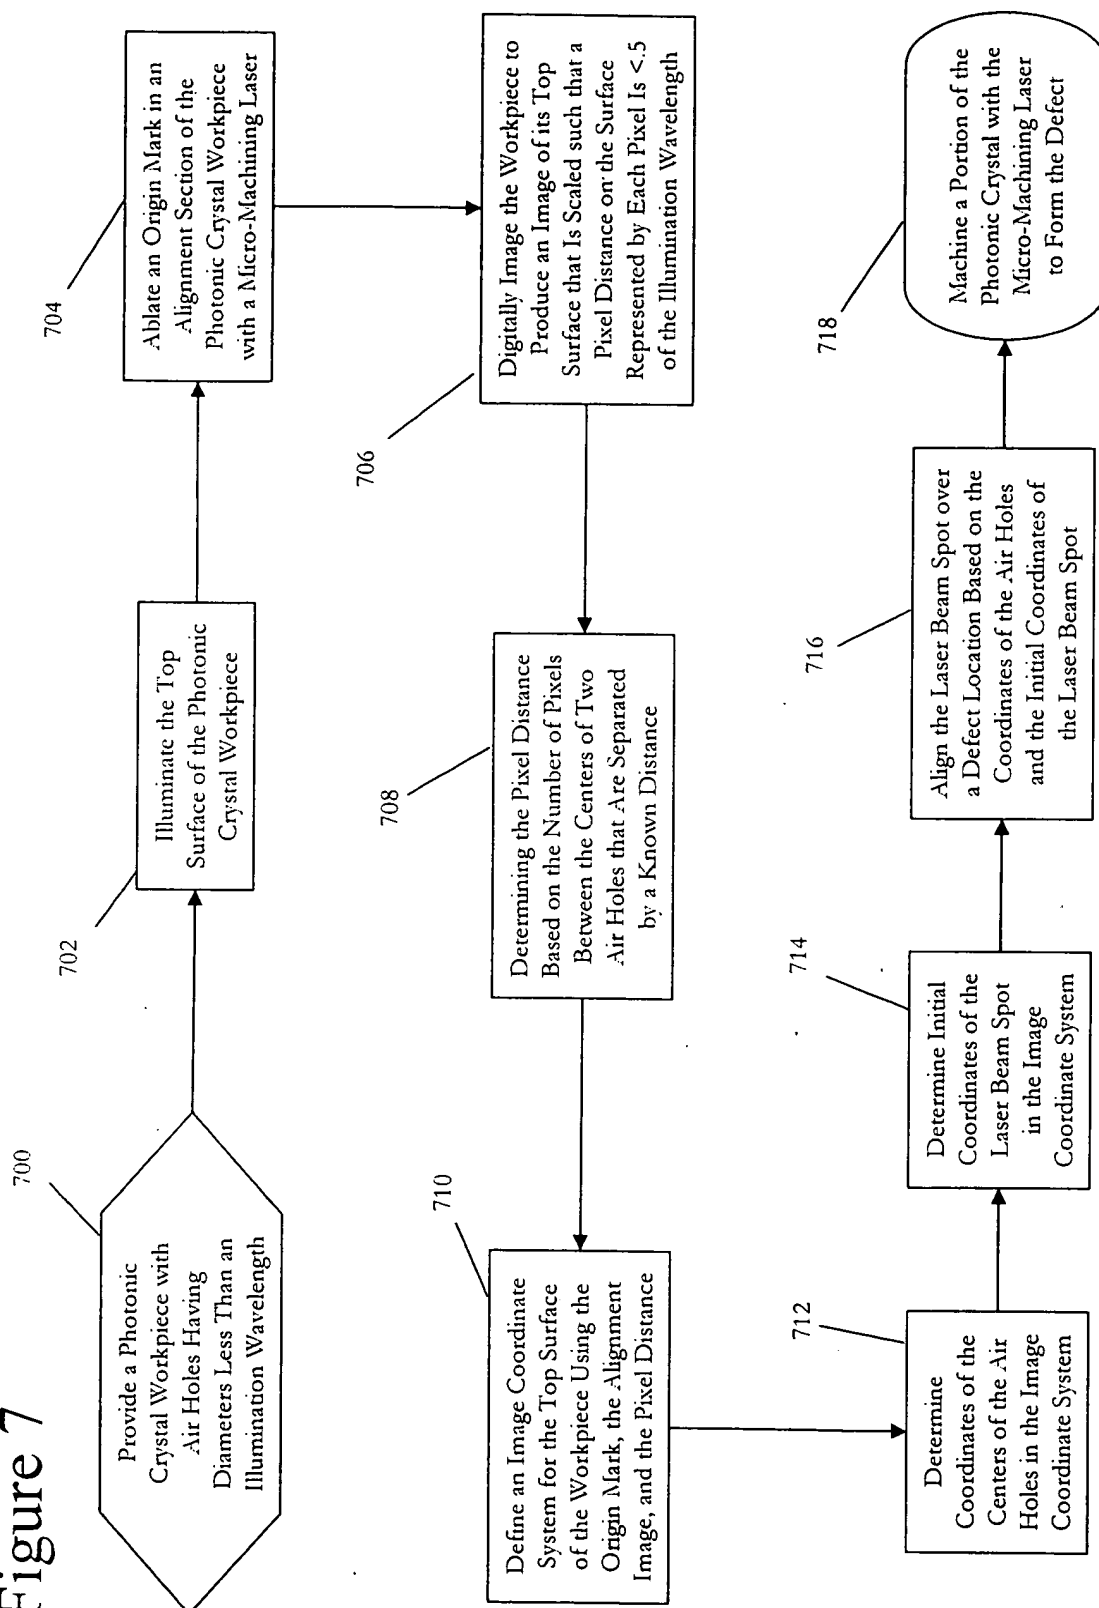 Figure 7
700
Provide a Photonic
Crystal Workpiece with
Air Holes Having
Diameters Less Than an
Illumination Wavelength
702
Illuminate the Top
Surface of the Photonic
Crystal Workpiece
704
Ablate an Origin Mark in an
Alignment Section of the
Photonic Crystal Workpiece
with a Micro-Machining Laser
706
Digitally Image the Workpiece to
Produce an Image of its Top
Surface that Is Scaled such that a
Pixel Distance on the Surface
Represented by Each Pixel Is <.5
of the Illumination Wavelength
708
Determining the Pixel Distance
Based on the Number of Pixels
Between the Centers of Two
Air Holes that Are Separated
by a Known Distance
710
Define an Image Coordinate
System for the Top Surface
of the Workpiece Using the
Origin Mark, the Alignment
Image, and the Pixel Distance
712
Determine
Coordinates of the
Centers of the Air
Holes in the Image
Coordinate System
714
Determine Initial
Coordinates of the
Laser Beam Spot
in the Image
Coordinate System
716
Align the Laser Beam Spot over
a Defect Location Based on the
Coordinates of the Air Holes
and the Initial Coordinates of
the Laser Beam Spot
718
Machine a Portion of the
Photonic Crystal with the
Micro-Machining Laser
to Form the Defect